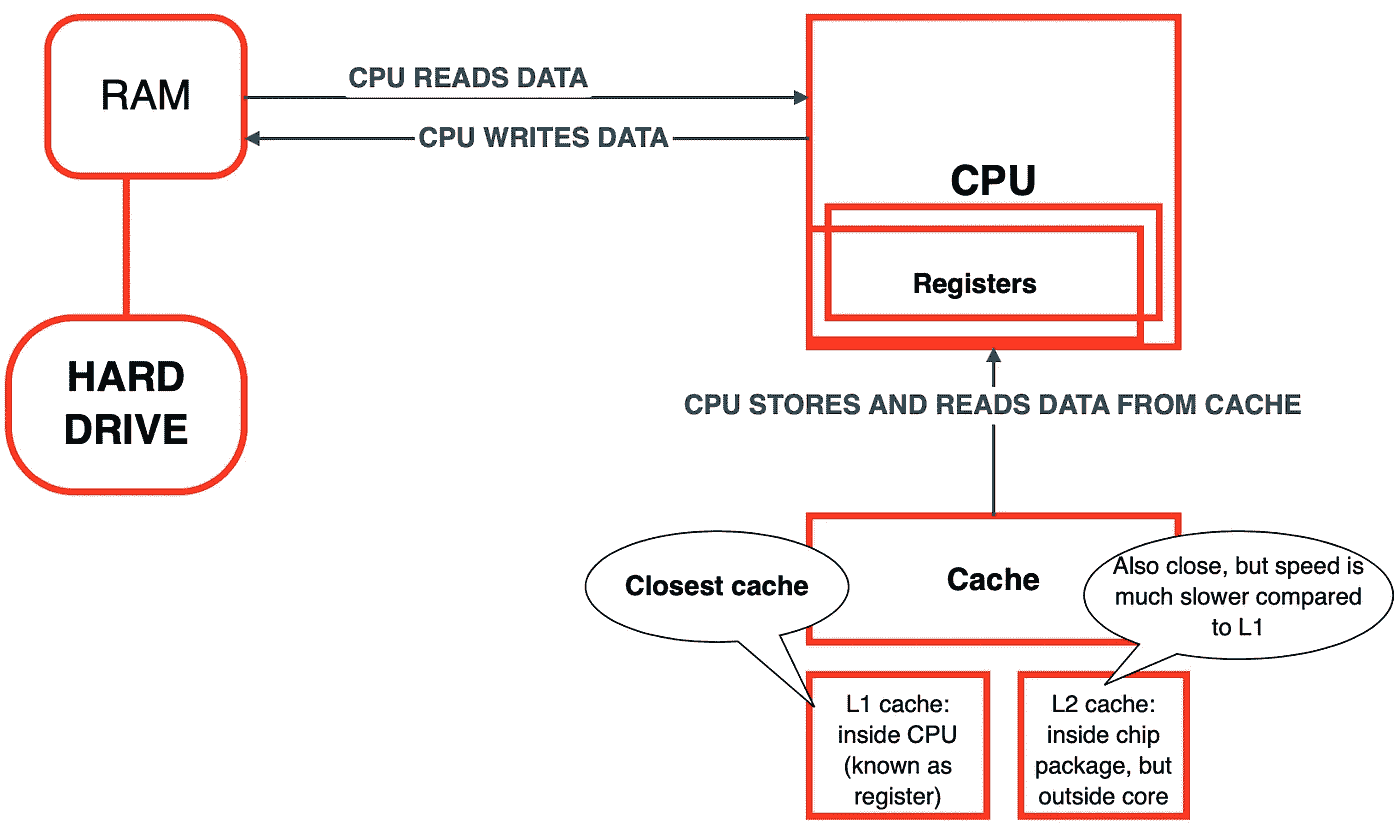 RAM
CPU READS DATA
CPU WRITES DATA
CPU
Registers
HARD
DRIVE
CPU STORES AND READS DATA FROM CACHE
Closest cache
Cache
Also close, but speed is
much slower compared
to L1
L1 cache:
inside CPU
(known as
register)
L2 cache:
inside chip
package, but
outside core